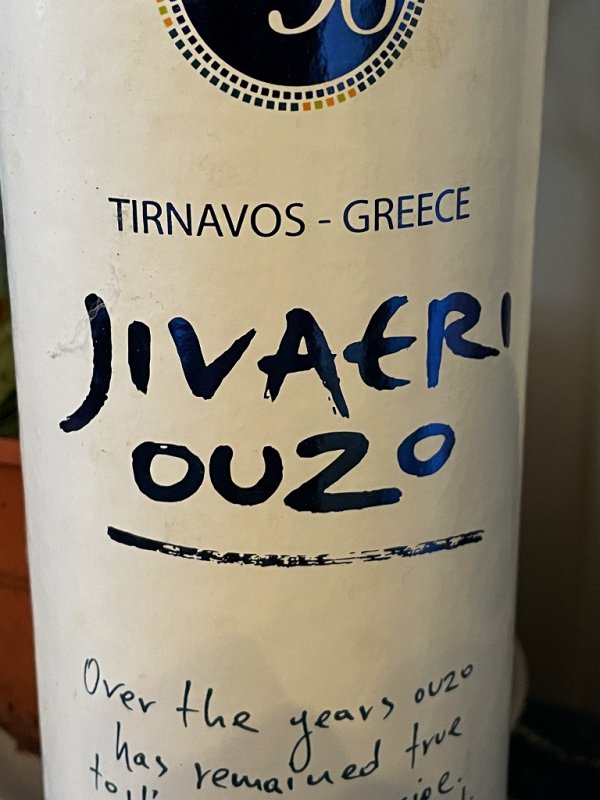 TIRNAVOS - GREECE
JIVAERI
OUZO
Over the years ouzo
has remained true